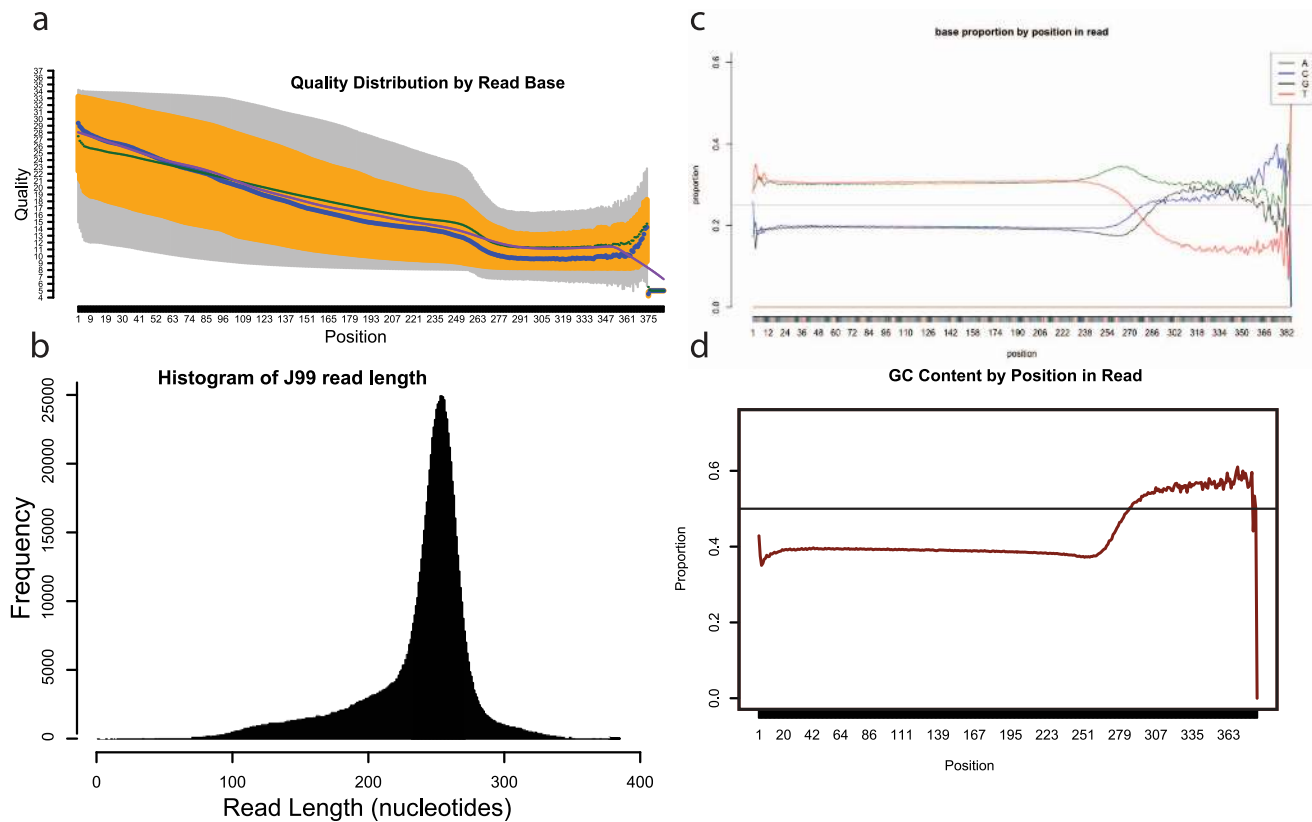 a
Quality Distribution by Read Base
37
36
35
34
33
32
31
30
29
28
27
26
25
24
23
22
21
20
19
18
17
16
15
14
13
12
11
10
9
8
7
6
5
4
Quality
1 9 19 30 41 52 63 74 85 96 109 123 137 151 165 179 193 207 221 235 249 263 277 291 305 319 333 347 361 375
Position
b
Histogram of J99 read length
25000
20000
15000
10000
5000
0
Frequency
0 100 200 300 400
Read Length (nucleotides)
c
base proportion by position in read
A
C
G
T
0.6
0.4
0.2
0.0
proportion
1 12 24 36 48 60 72 84 96 110 126 142 158 174 190 206 222 238 254 270 286 302 318 334 350 366 382
position
d
GC Content by Position in Read
0.6
0.4
0.2
0.0
Proportion
1 20 42 64 86 111 139 167 195 223 251 279 307 335 363
Position